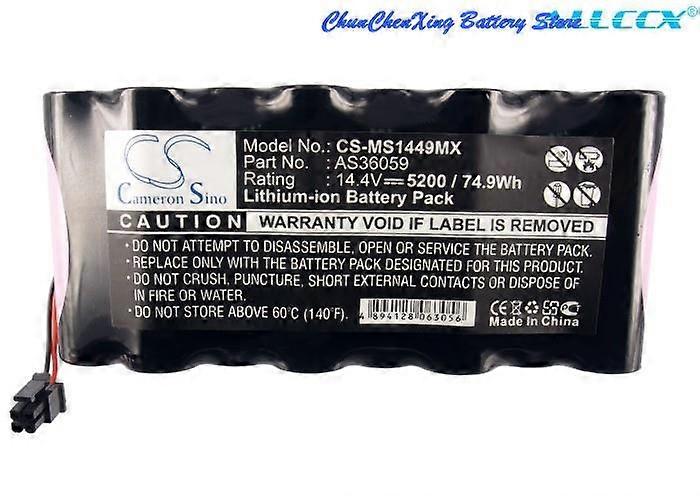 ChunChenXing Battery Store
ALLCCX®
CS
Cameron Sino
Model No.: CS-MS1449MX
Part No. : AS36059
Rating : 14.4V 5200 / 74.9Wh
Lithium-ion Battery Pack
CAUTION WARRANTY VOID IF LABEL IS REMOVED
• DO NOT ATTEMPT TO DISASSEMBLE, OPEN OR SERVICE THE BATTERY PACK.
• REPLACE ONLY WITH THE BATTERY PACK DESIGNATED FOR THIS PRODUCT.
• DO NOT CRUSH, PUNCTURE, SHORT EXTERNAL CONTACTS OR DISPOSE
IN FIRE OR WATER.
• DO NOT STORE ABOVE 60°C (140°F).
4 894128 063056
CE
Made in China